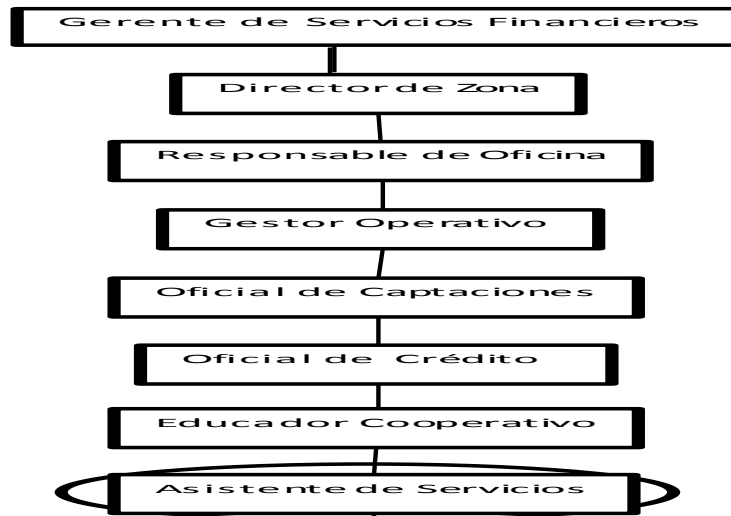 Gerente de Servicios Financieros
Director de Zona
Responsable de Oficina
Gestor Operativo
Oficial de Captaciones
Oficial de Crédito
Educador Cooperativo
Asistente de Servicios